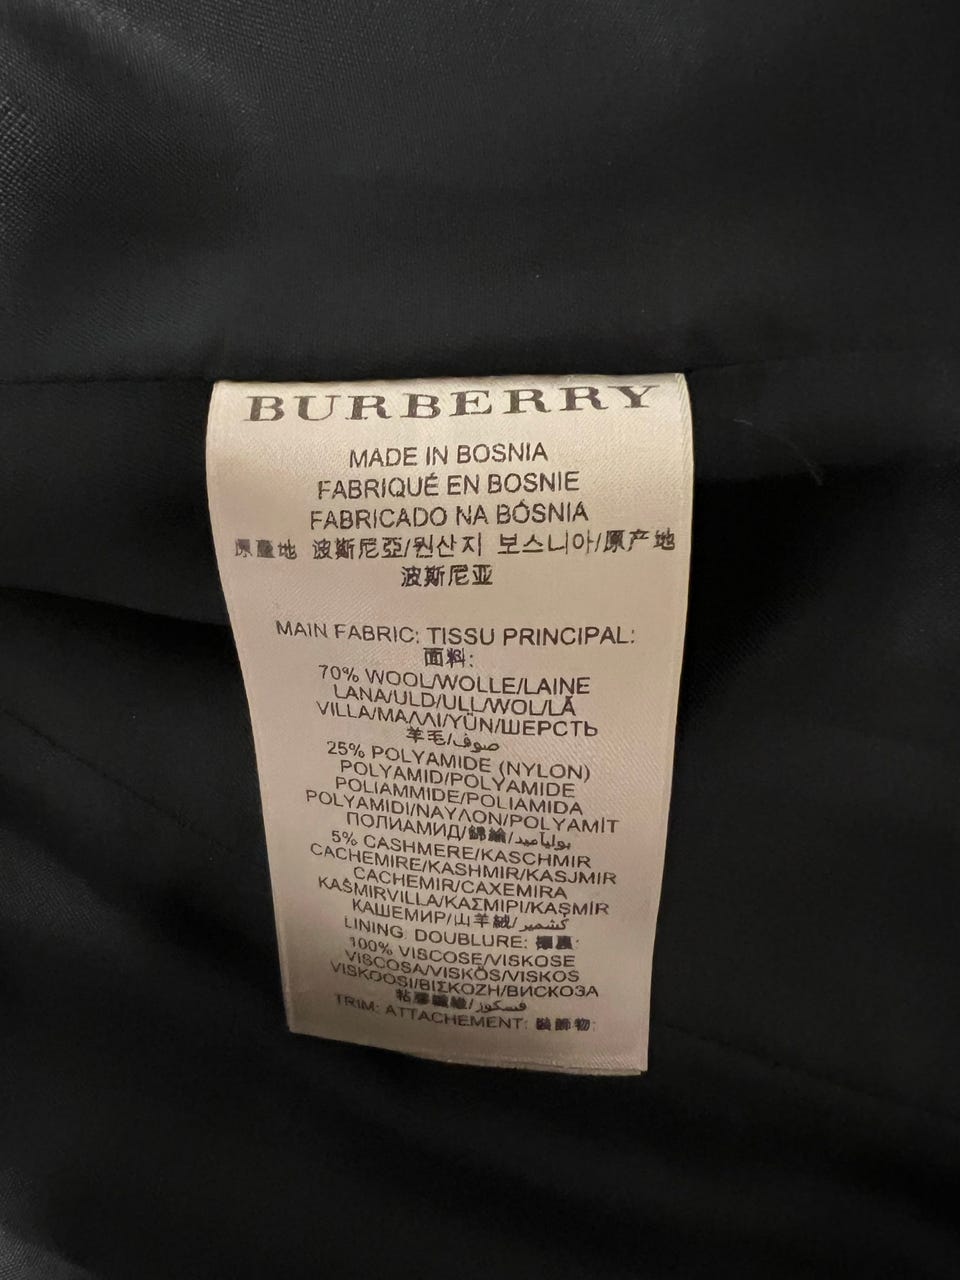 BURBERRY
MADE IN BOSNIA
FABRIQUÉ EN BOSNIE
FABRICADO NA BÓSNIA
原產地 波斯尼亞/원산지 보스니아/原产地
波斯尼亚
MAIN FABRIC: TISSU PRINCIPAL:
面料:
70% WOOL/WOLLE/LAINE
LANA/ULD/ULL/WOL/LÃ
VILLA/ΜΑΛΛΙ/YÜN/ШЕРСТЬ
羊毛/صوف
25% POLYAMIDE (NYLON)
POLYAMID/POLYAMIDE
POLIAMMIDE/POLIAMIDA
POLYAMIDI/ΝΑΥΛΟΝ/POLYAMİT
ПОЛИАМИД/錦綸/بوليآميد
5% CASHMERE/KASCHMIR
CACHEMIRE/KASHMIR/KASJMIR
CACHEMIR/CAXEMIRA
KAŠMIRVILLA/ΚΑΣΜΙΡΙ/KAŞMİR
КАШЕМИР/山羊絨/كشمير
LINING: DOUBLURE: 裡裏:
100% VISCOSE/VISKOSE
VISCOSA/VISKÓS/VISKOS
VISKOOSI/ΒΙΣΚΟΖΗ/ВИСКОЗА
粘膠纖維/فسكوز
TRIM: ATTACHEMENT: 裝飾物: